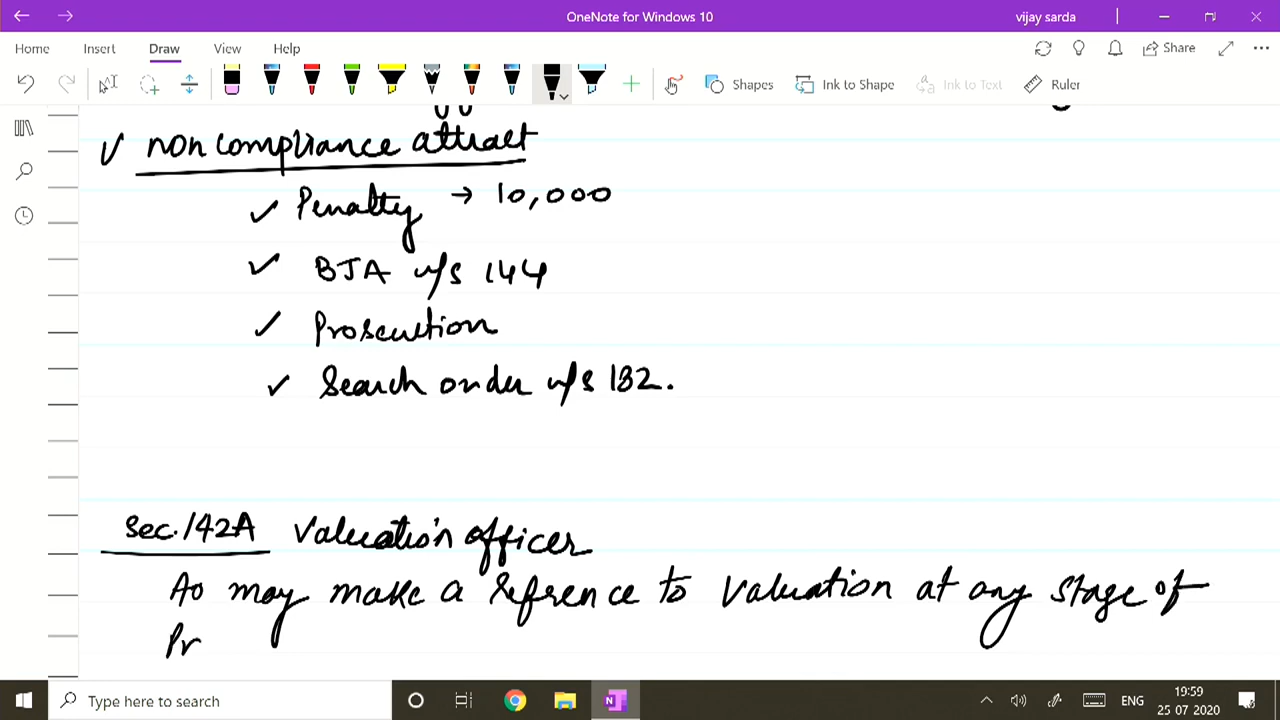 OneNote for Windows 10
vijay sarda
Home Insert Draw View Help
Share
Shapes Ink to Shape Ink to Text Ruler
non compliance attract
Penalty → 10,000
BJA u/s 144
Prosecution
Search order u/s 132.
Sec. 142A Valuation officer
Ao may make a reference to Valuation at any stage of
Pr
Type here to search
ENG
19:59
25-07-2020